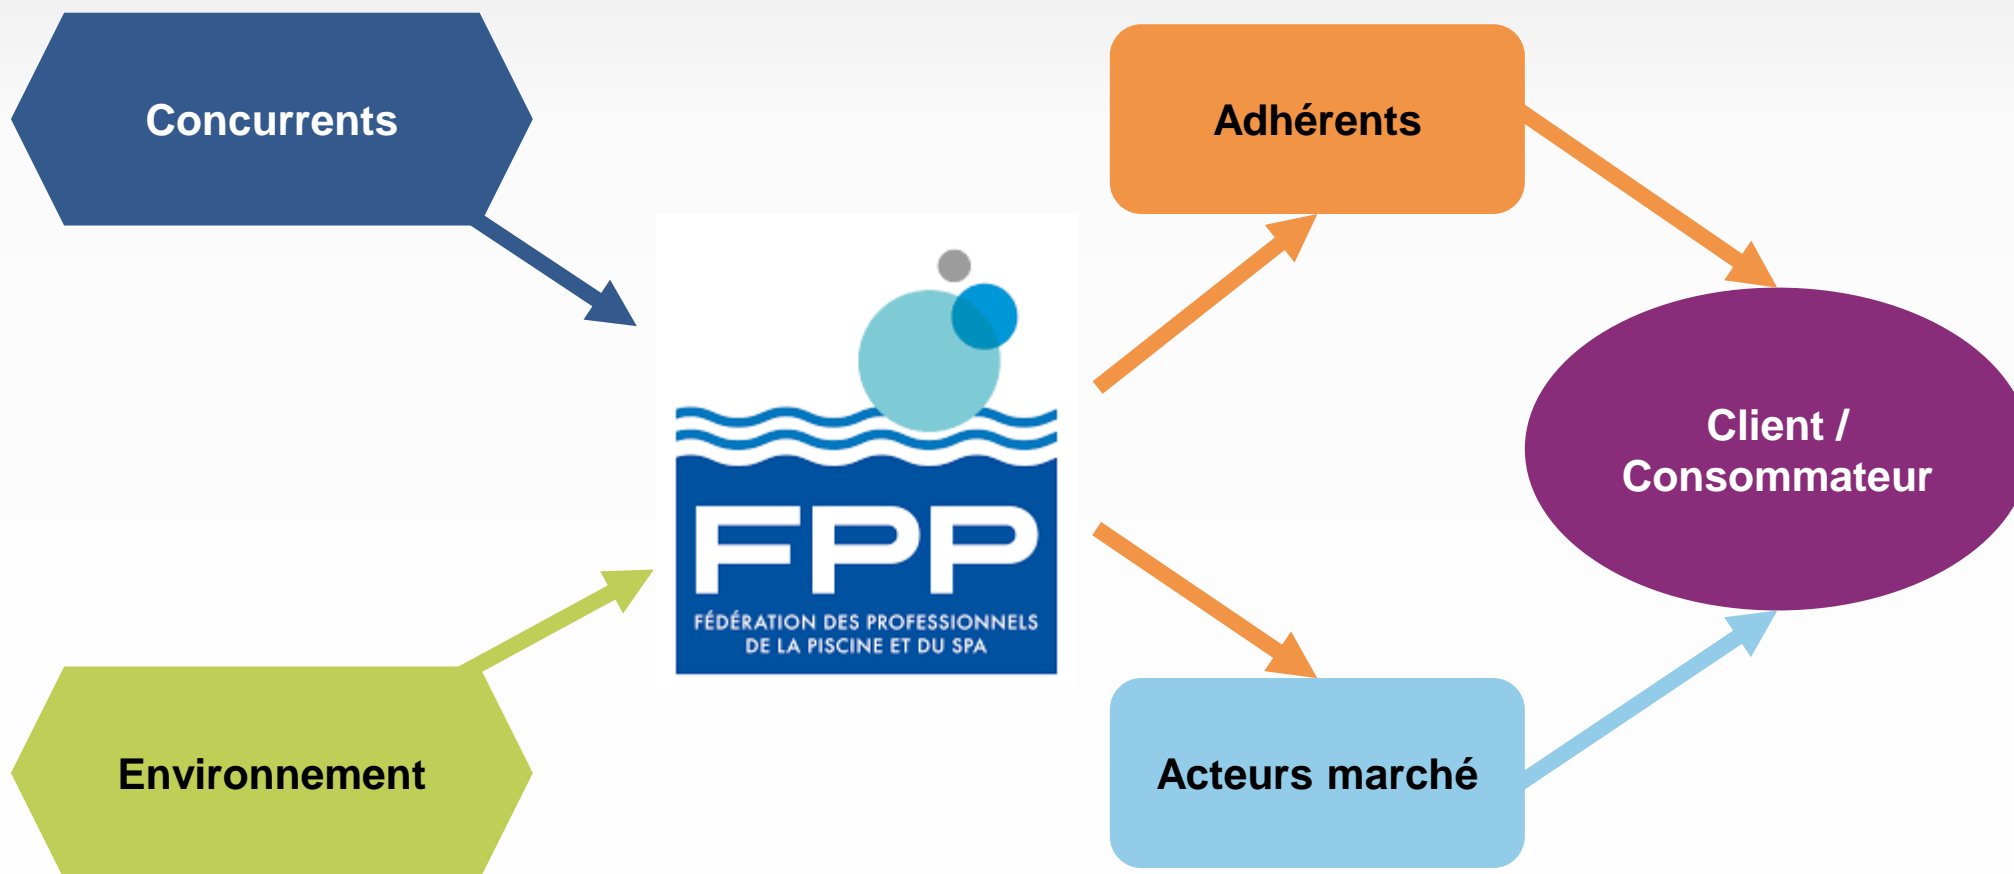 Concurrents
Adhérents
Client /
Consommateur
FPP
FÉDÉRATION DES PROFESSIONNELS
DE LA PISCINE ET DU SPA
Environnement
Acteurs marché